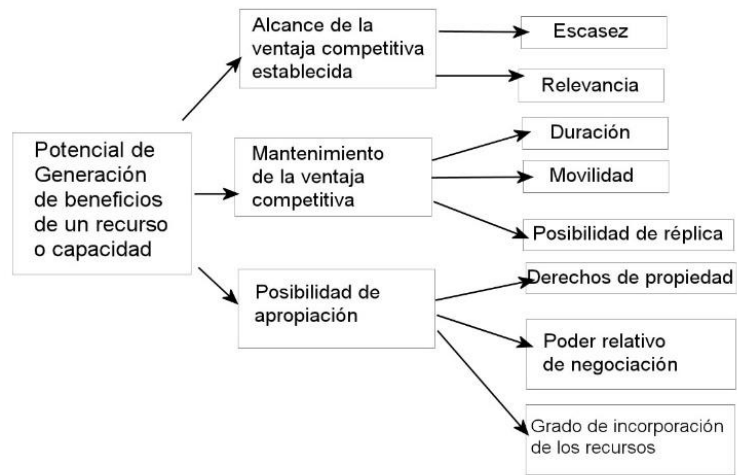 Potencial de
Generación
de beneficios
de un recurso
o capacidad
Alcance de la
ventaja competitiva
establecida
Escasez
Relevancia
Mantenimiento
de la ventaja
competitiva
Duración
Movilidad
Posibilidad de réplica
Posibilidad de
apropiación
Derechos de propiedad
Poder relativo
de negociación
Grado de incorporación
de los recursos